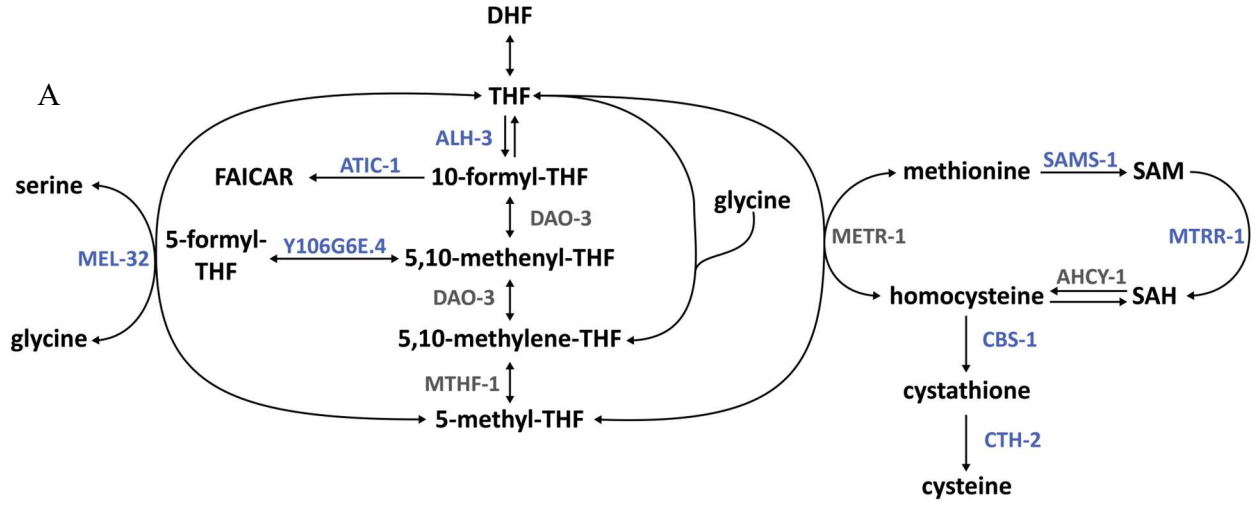 DHF
A
THF
ALH-3
ATIC-1
FAICAR
10-formyl-THF
methionine
SAMS-1
SAM
serine
glycine
DAO-3
5-formyl-
THF
Y106G6E.4
5,10-methenyl-THF
MEL-32
METR-1
MTRR-1
DAO-3
AHCY-1
homocysteine
SAH
glycine
5,10-methylene-THF
CBS-1
MTHF-1
cystathione
5-methyl-THF
CTH-2
cysteine